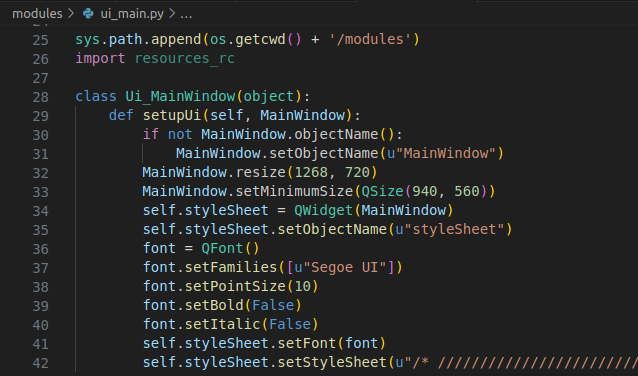 modules > ui_main.py > ...
25 sys.path.append(os.getcwd() + '/modules')
26 import resources_rc
27
28 class Ui_MainWindow(object):
29     def setupUi(self, MainWindow):
30         if not MainWindow.objectName():
31             MainWindow.setObjectName(u"MainWindow")
32         MainWindow.resize(1268, 720)
33         MainWindow.setMinimumSize(QSize(940, 560))
34         self.styleSheet = QWidget(MainWindow)
35         self.styleSheet.setObjectName(u"styleSheet")
36         font = QFont()
37         font.setFamilies([u"Segoe UI"])
38         font.setPointSize(10)
39         font.setBold(False)
40         font.setItalic(False)
41         self.styleSheet.setFont(font)
42         self.styleSheet.setStyleSheet(u"/* ////////////////////////